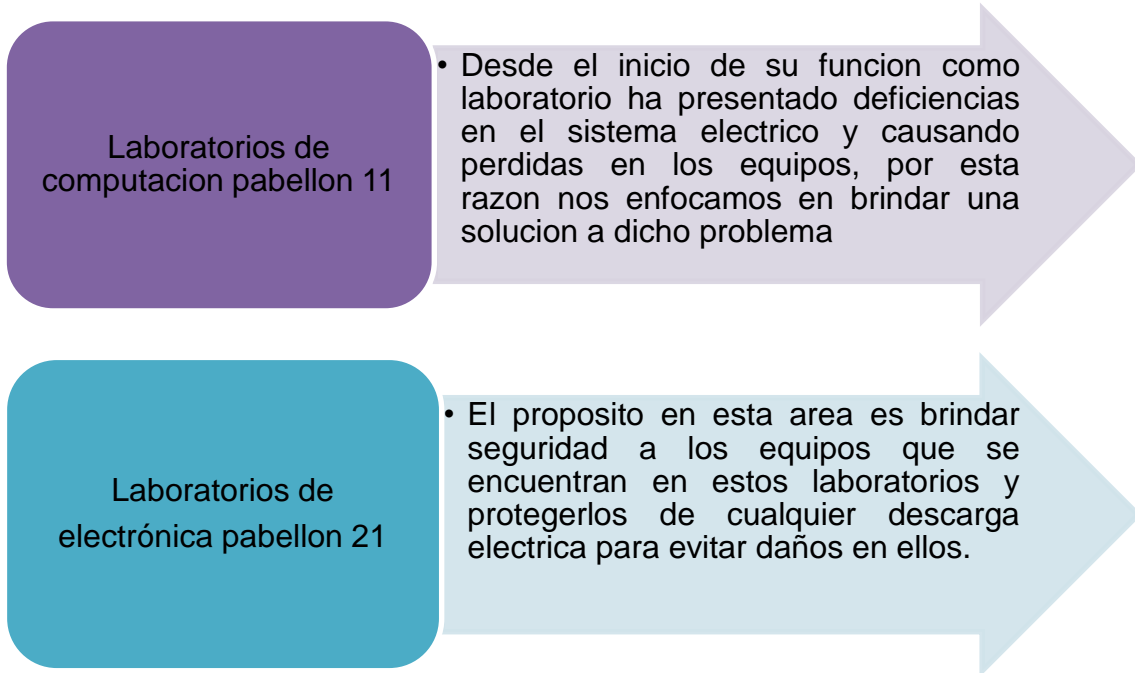 Laboratorios de
computacion pabellon 11
• Desde el inicio de su funcion como
laboratorio ha presentado deficiencias
en el sistema electrico y causando
perdidas en los equipos, por esta
razon nos enfocamos en brindar una
solucion a dicho problema
Laboratorios de
electrónica pabellon 21
• El proposito en esta area es brindar
seguridad a los equipos que se
encuentran en estos laboratorios y
protegerlos de cualquier descarga
electrica para evitar daños en ellos.